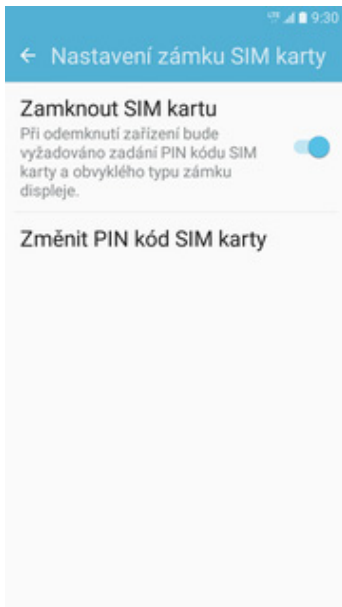 9:30
Nastavení zámku SIM karty
Zamknout SIM kartu
Při odemknutí zařízení bude
vyžadováno zadání PIN kódu SIM
karty a obvyklého typu zámku
displeje.
Změnit PIN kód SIM karty